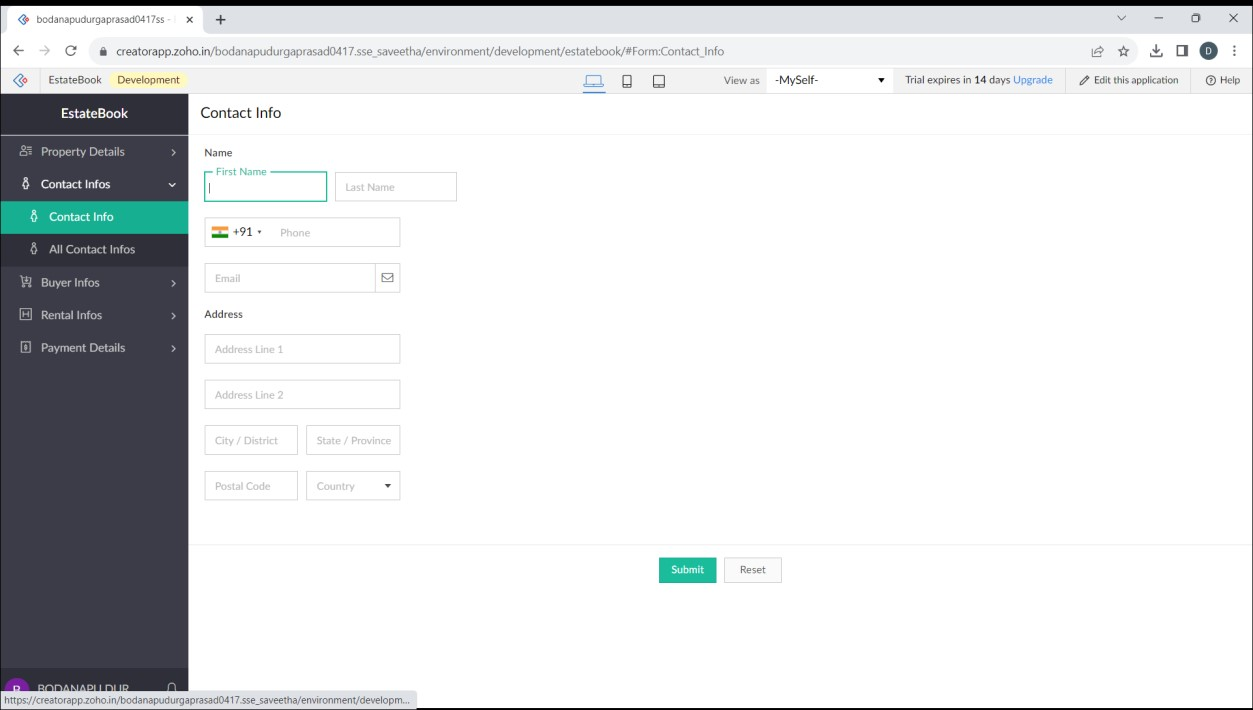 bodanapudurgaprasad0417ss -
creatorapp.zoho.in/bodanapudurgaprasad0417.sse_saveetha/environment/development/estatebook/#Form:Contact_Info
D
EstateBook Development View as -MySelf- Trial expires in 14 days Upgrade Edit this application Help
EstateBook
Contact Info
Property Details
Contact Infos
Contact Info
All Contact Infos
Buyer Infos
Rental Infos
Payment Details
Name
First Name
Last Name
+91 Phone
Email
Address
Address Line 1
Address Line 2
City / District State / Province
Postal Code Country
Submit Reset
B BODANAPU DUR
https://creatorapp.zoho.in/bodanapudurgaprasad0417.sse_saveetha/environment/developm...